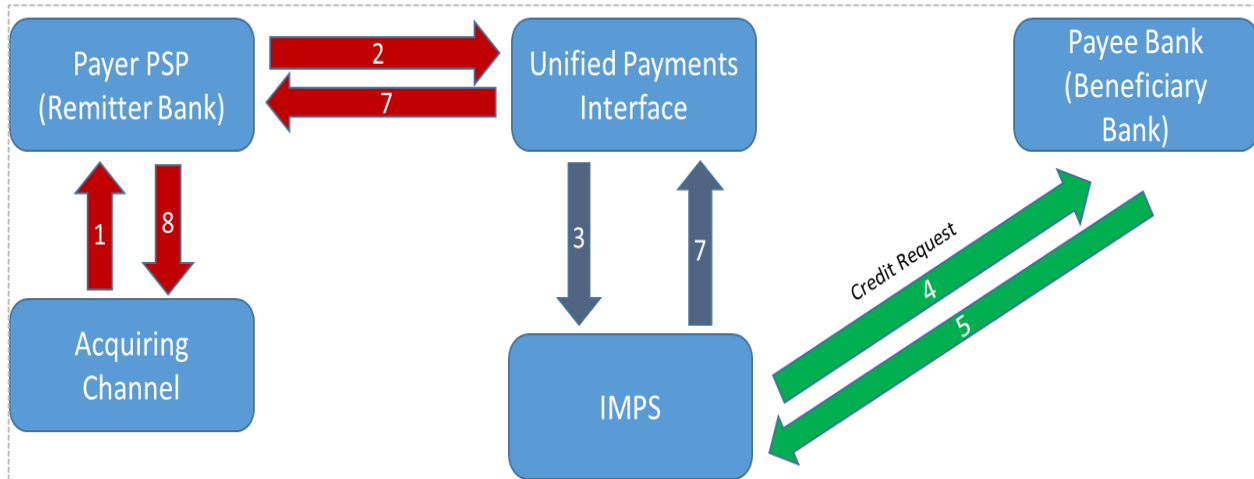 Payer PSP
(Remitter Bank)
2
7
Unified Payments
Interface
Payee Bank
(Beneficiary
Bank)
1
8
3
7
Credit Request
4
5
Acquiring
Channel
IMPS